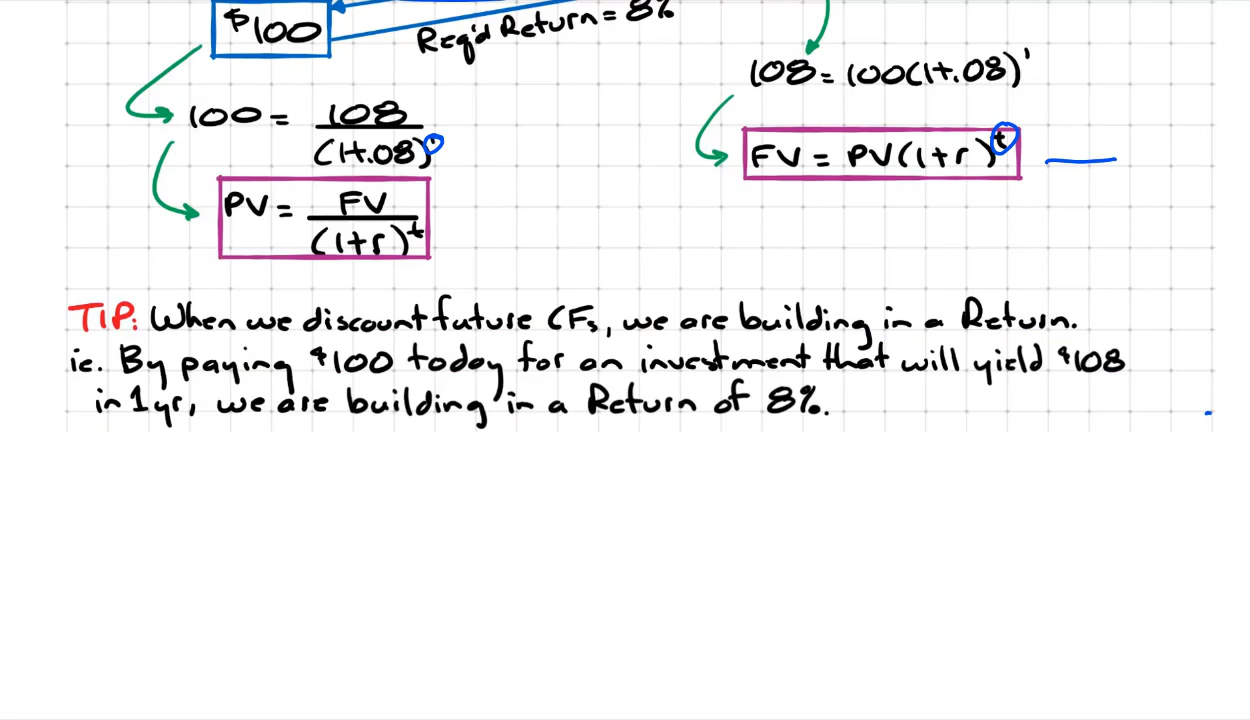 $100
Req'd Return = 8%
108 = 100(1+.08)^1
100 = 108 / (1+.08)^1
FV = PV(1+r)^t
PV = FV / (1+r)^t
TIP: When we discount future CFs, we are building in a Return.
ie. By paying $100 today for an investment that will yield $108
in 1yr, we are building in a Return of 8%.